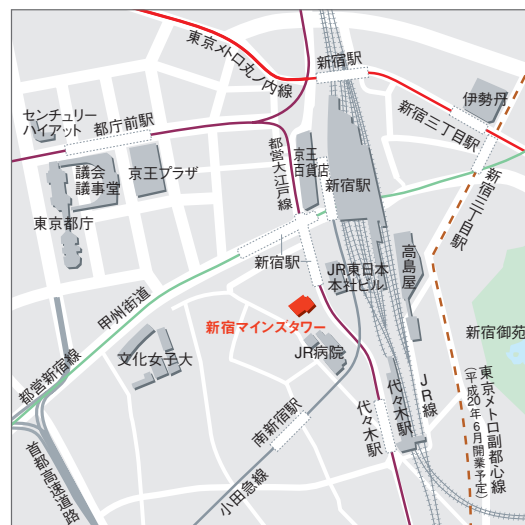 東京メトロ丸ノ内線
新宿駅
伊勢丹
センチュリー
ハイアット
都庁前駅
新宿三丁目駅
議会
議事堂
京王プラザ
都営大江戸線
京王
百貨店
新宿駅
新宿三丁目駅
東京都庁
新宿駅
JR東日本
本社ビル
高島屋
甲州街道
新宿マインズタワー
新宿御苑
都営新宿線
文化女子大
JR病院
JR線
代々木駅
代々木駅
東京メトロ副都心線
（平成20年6月開業予定）
南新宿駅
小田急線
首都高速道路